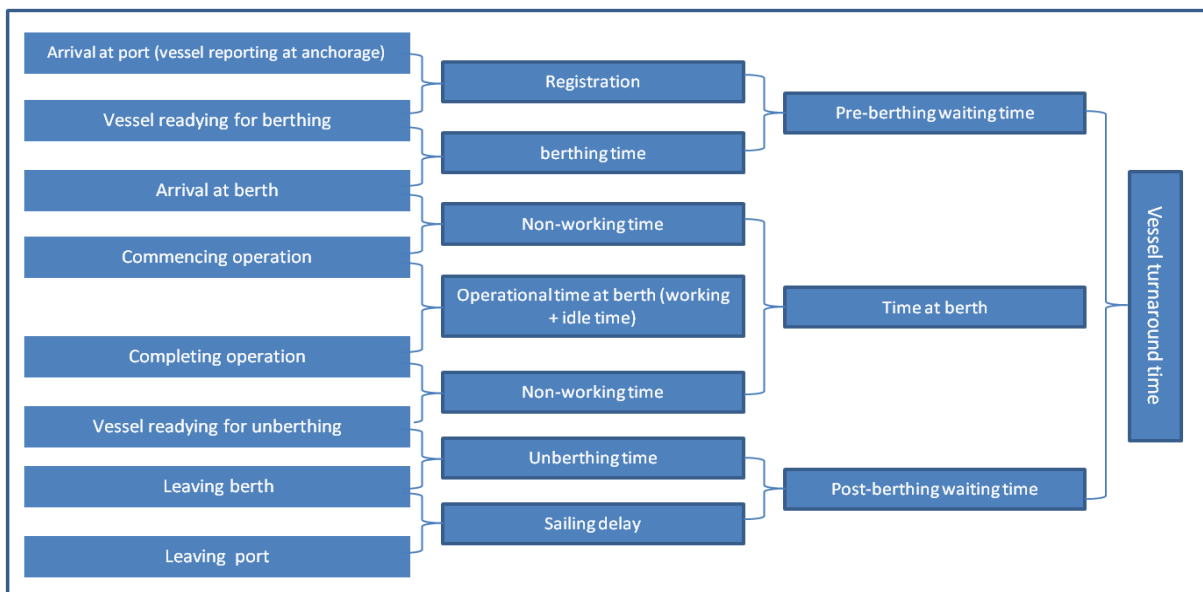 Arrival at port (vessel reporting at anchorage)
Vessel readying for berthing
Arrival at berth
Commencing operation
Completing operation
Vessel readying for unberthing
Leaving berth
Leaving port
Registration
berthing time
Non-working time
Operational time at berth (working
+ idle time)
Non-working time
Unberthing time
Sailing delay
Pre-berthing waiting time
Time at berth
Post-berthing waiting time
Vessel turnaround time